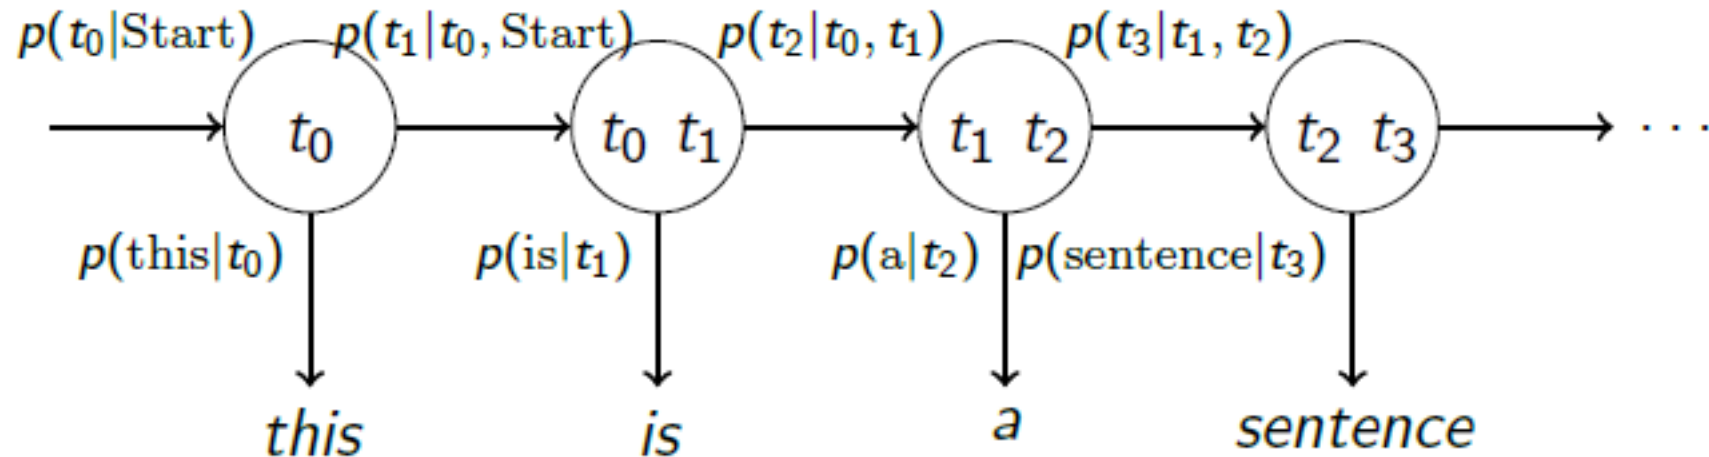 p(t₀|Start) p(t₁|t₀, Start) p(t₂|t₀, t₁) p(t₃|t₁, t₂)
t₀ t₀ t₁ t₁ t₂ t₂ t₃ · · ·
p(this|t₀) p(is|t₁) p(a|t₂) p(sentence|t₃)
this is a sentence